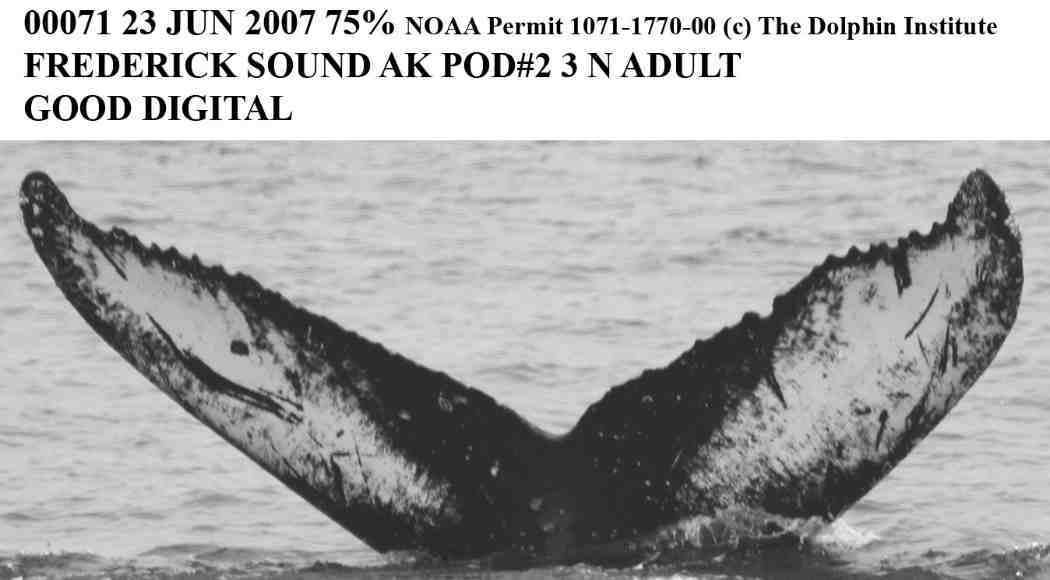 00071 23 JUN 2007 75% NOAA Permit 1071-1770-00 (c) The Dolphin Institute
FREDERICK SOUND AK POD#2 3 N ADULT
GOOD DIGITAL